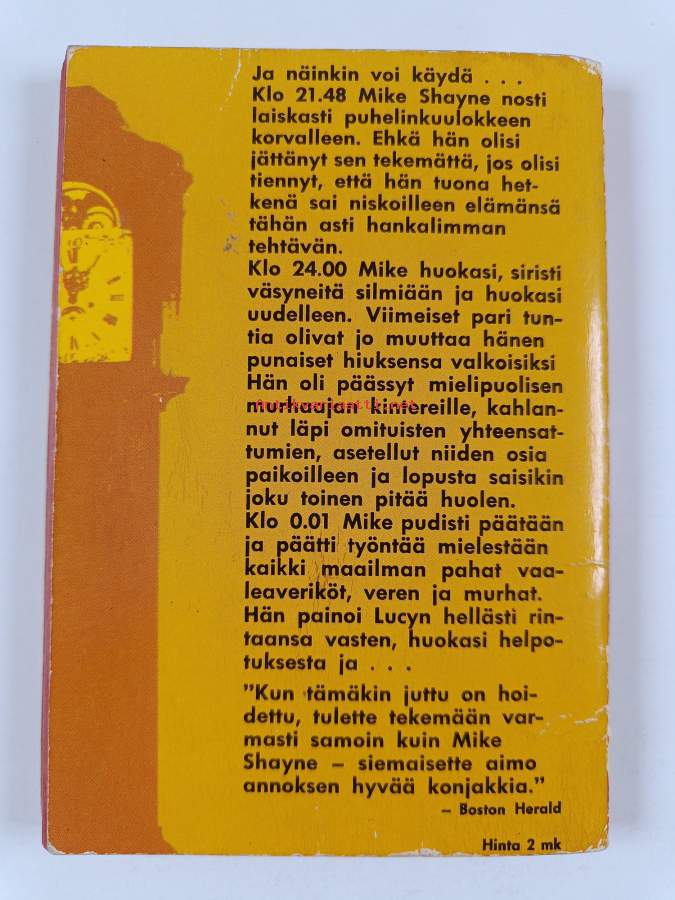 Ja näinkin voi käydä . . .
Klo 21.48 Mike Shayne nosti
laiskasti puhelinkuulokkeen
korvalleen. Ehkä hän olisi
jättänyt sen tekemättä, jos olisi
tiennyt, että hän tuona het-
kenä sai niskoilleen elämänsä
tähän asti hankalimman
tehtävän.
Klo 24.00 Mike huokasi, siristi
väsyneitä silmiään ja huokasi
uudelleen. Viimeiset pari tun-
tia olivat jo muuttaa hänen
punaiset hiuksensa valkoisiksi
Hän oli päässyt mielipuolisen
murhaajan kimereille, kahlan-
nut läpi omituisten yhteensat-
tumien, asetellut niiden osia
paikoilleen ja lopusta saisikin
joku toinen pitää huolen.
Klo 0.01 Mike pudisti päätään
ja päätti työntää mielestään
kaikki maailman pahat vaa-
leaveriköt, veren ja murhat.
Hän painoi Lucyn hellästi rin-
taansa vasten, huokasi helpo-
tuksesta ja . . .
"Kun tämäkin juttu on hoi-
dettu, tulette tekemään var-
masti samoin kuin Mike
Shayne – siemaisette aimo
annoksen hyvää konjakkia."
– Boston Herald
Hinta 2 mk